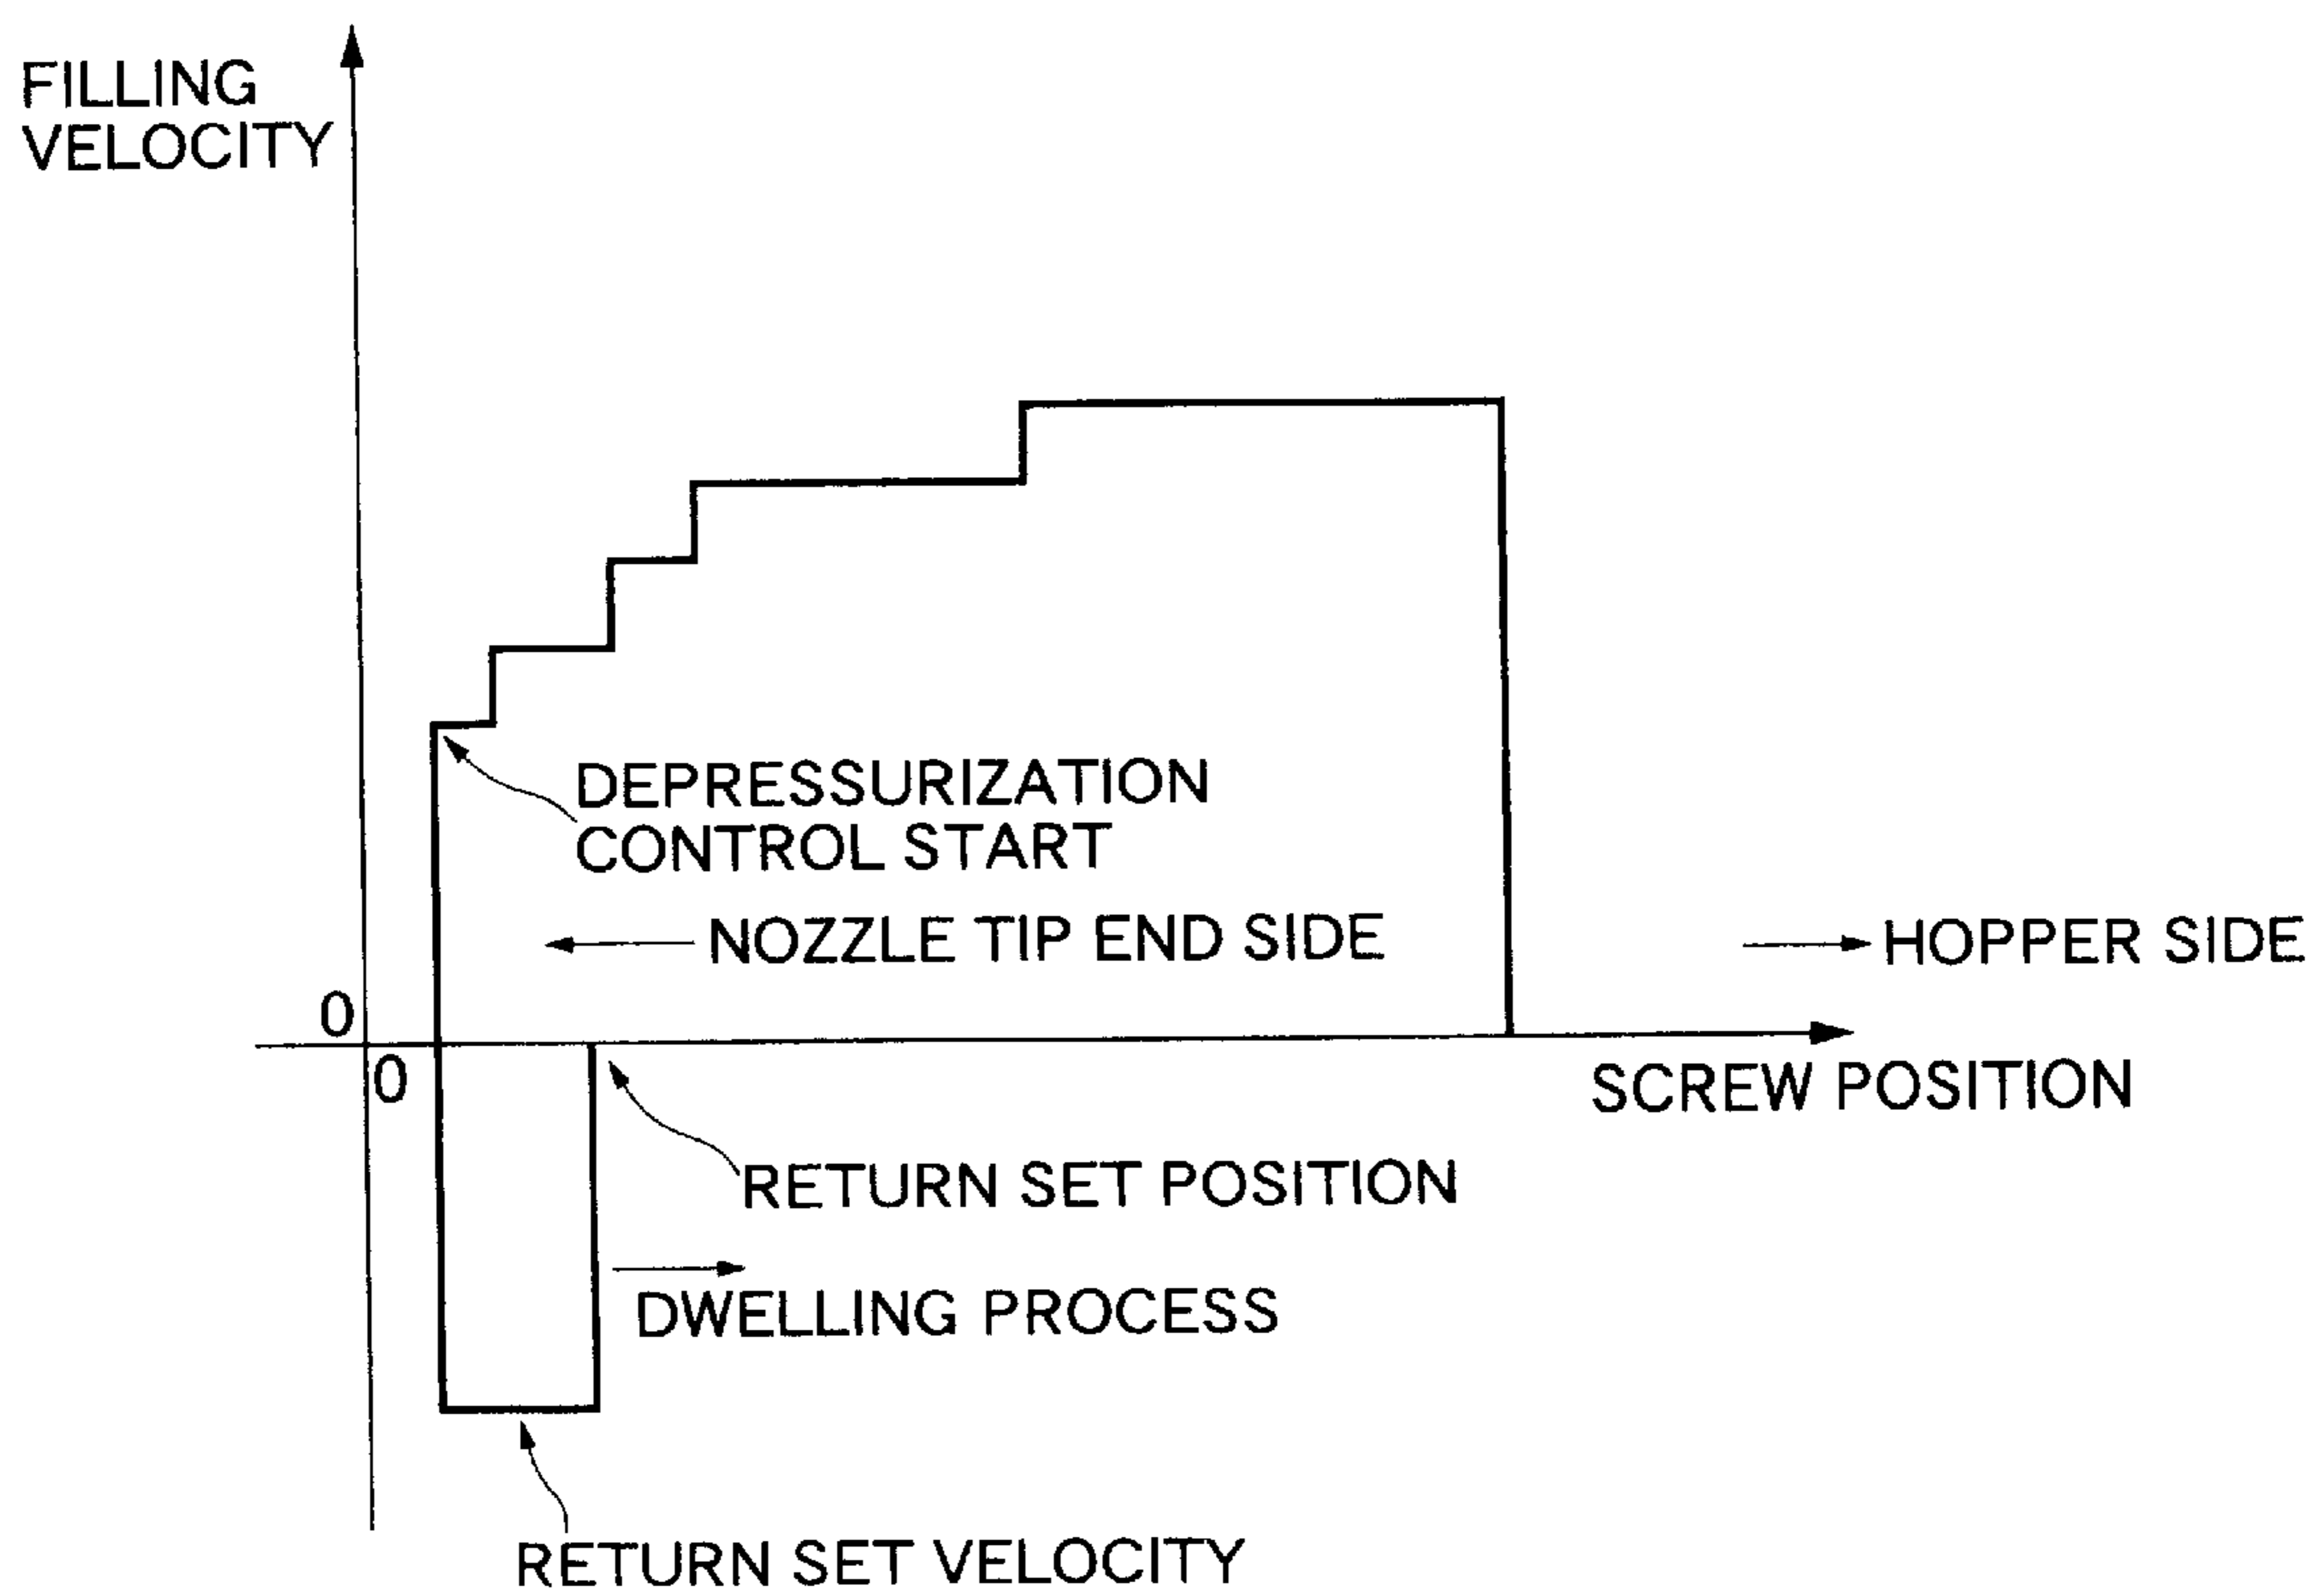 FILLING
VELOCITY
DEPRESSURIZATION
CONTROL START
NOZZLE TIP END SIDE
HOPPER SIDE
0
0
SCREW POSITION
RETURN SET POSITION
DWELLING PROCESS
RETURN SET VELOCITY